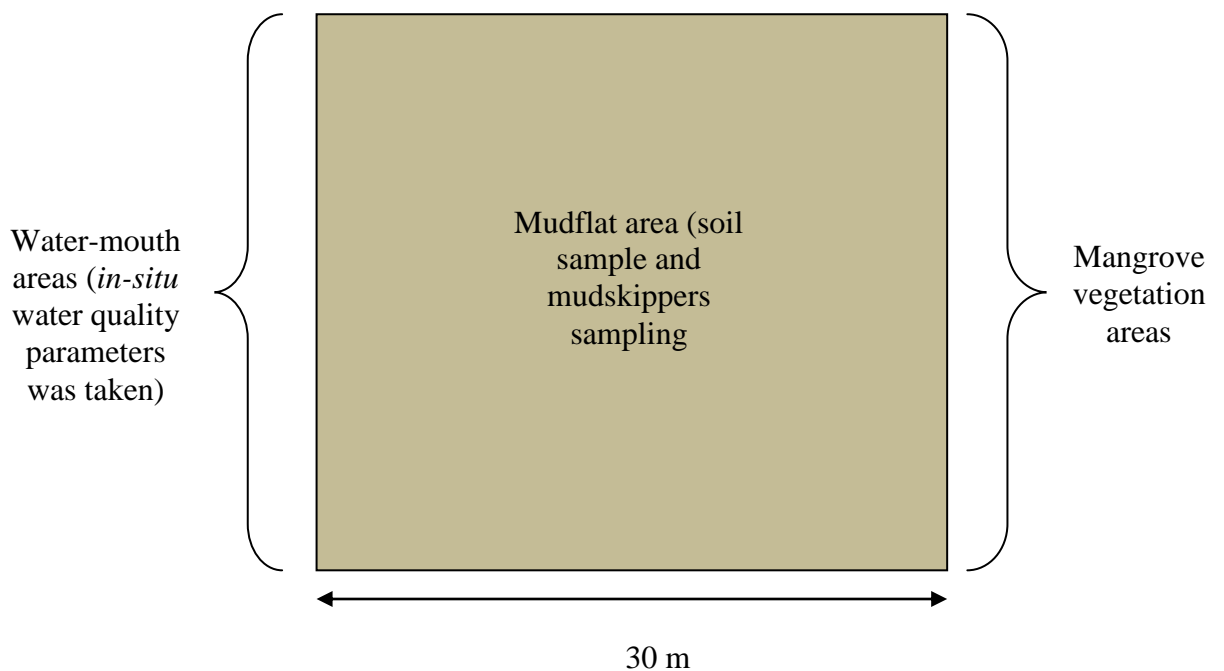 Water-mouth
areas (in-situ
water quality
parameters
was taken)
Mudflat area (soil
sample and
mudskippers
sampling
Mangrove
vegetation
areas
30 m